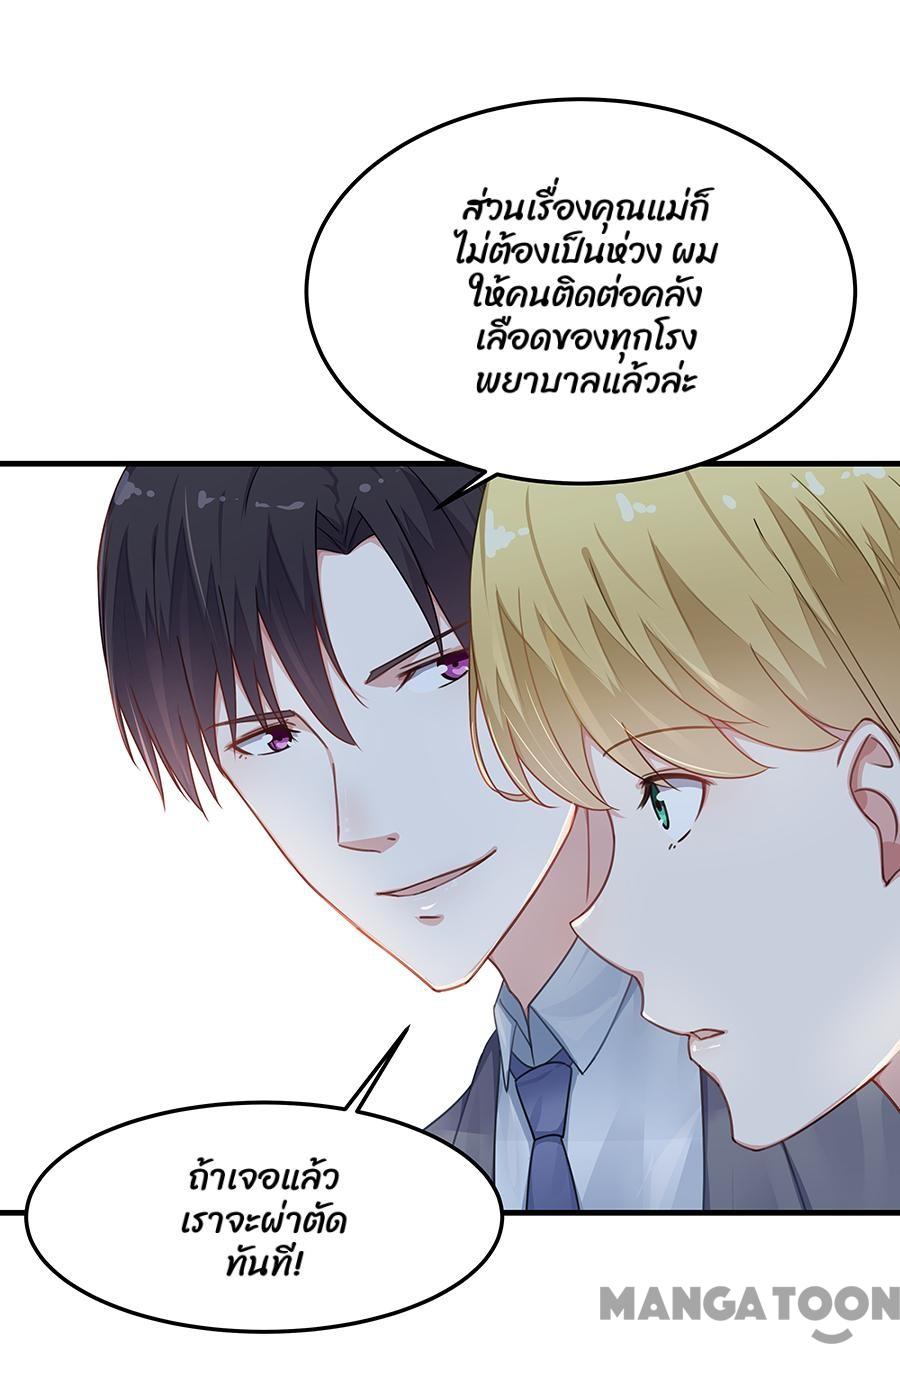 ส่วนเรื่องคุณแม่ก็
ไม่ต้องเป็นห่วง ผม
ให้คนติดต่อคลัง
เลือดของทุกโรง
พยาบาลแล้วล่ะ
ถ้าเจอแล้ว
เราจะผ่าตัด
ทันที!
MANGATOON